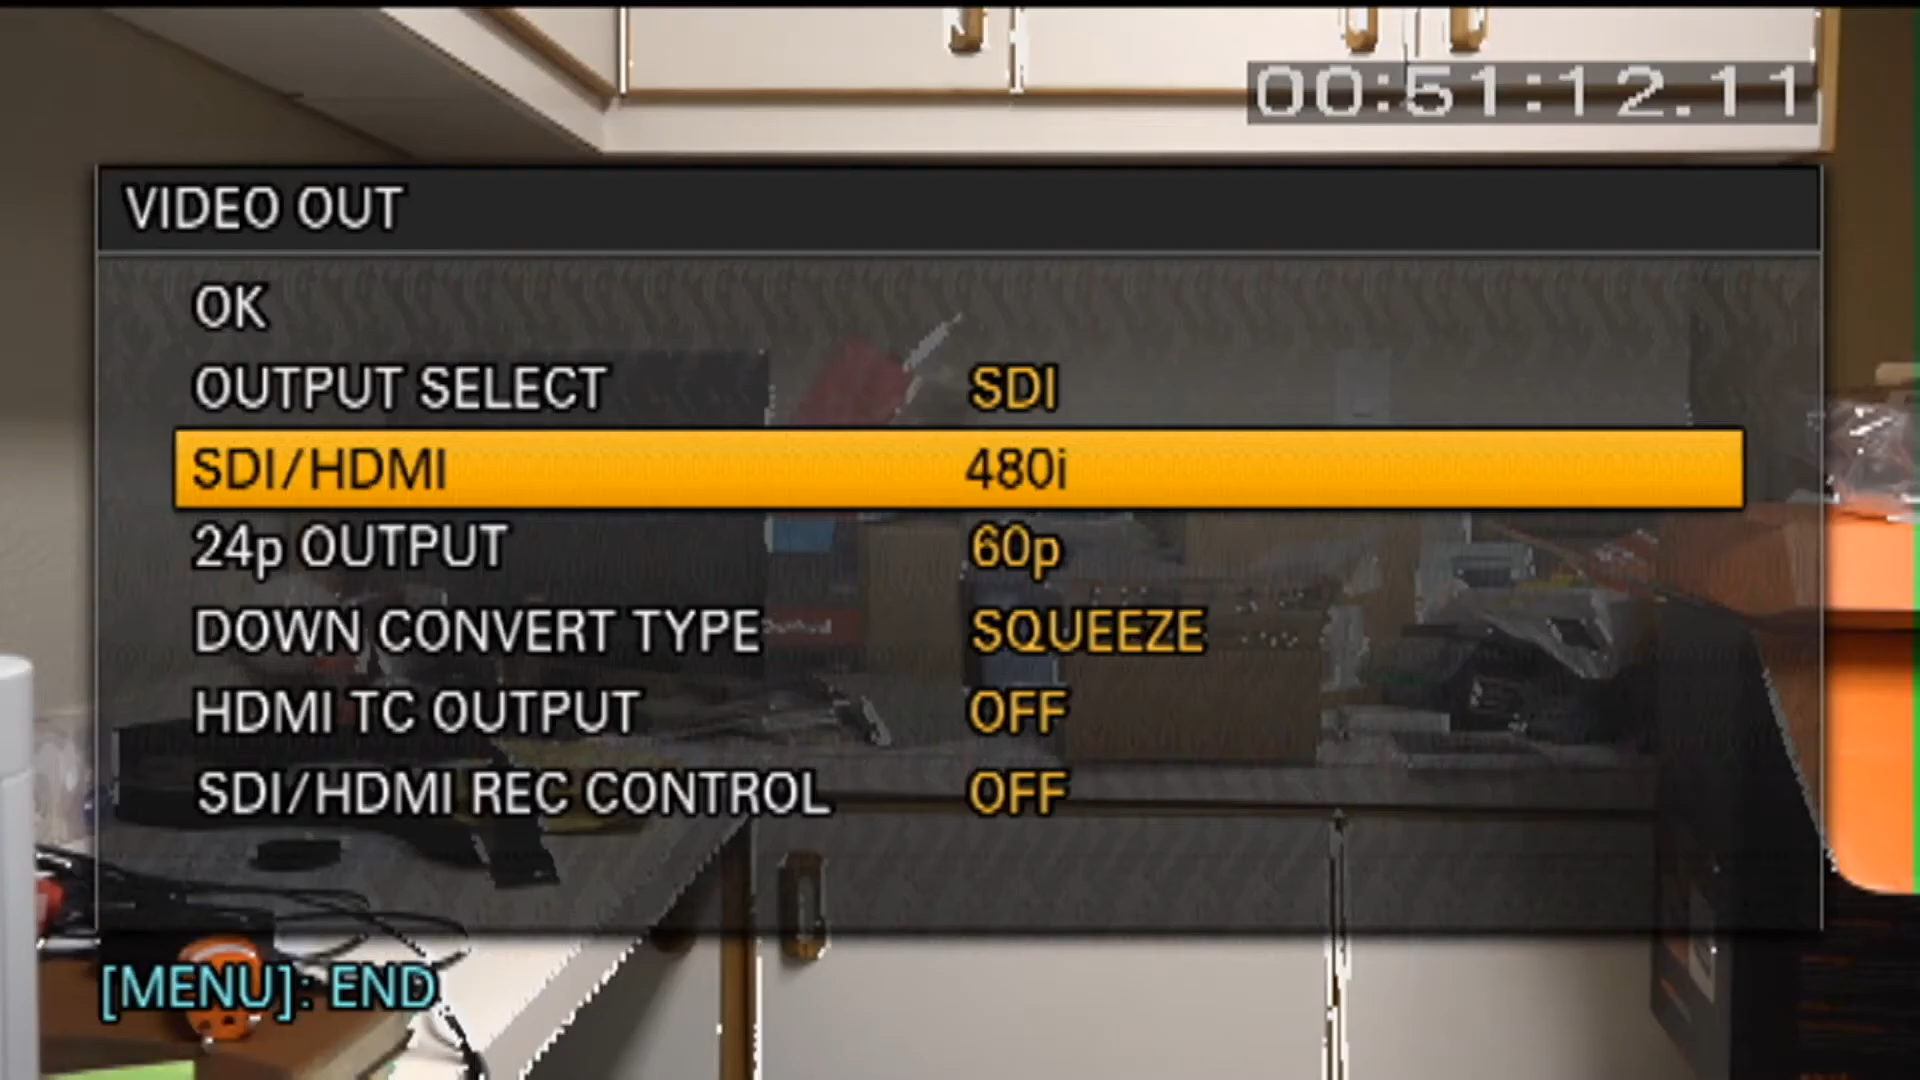 00:51:12.11
VIDEO OUT
OK
OUTPUT SELECT SDI
SDI/HDMI 480i
24p OUTPUT 60p
DOWN CONVERT TYPE SQUEEZE
HDMI TC OUTPUT OFF
SDI/HDMI REC CONTROL OFF
[MENU]: END